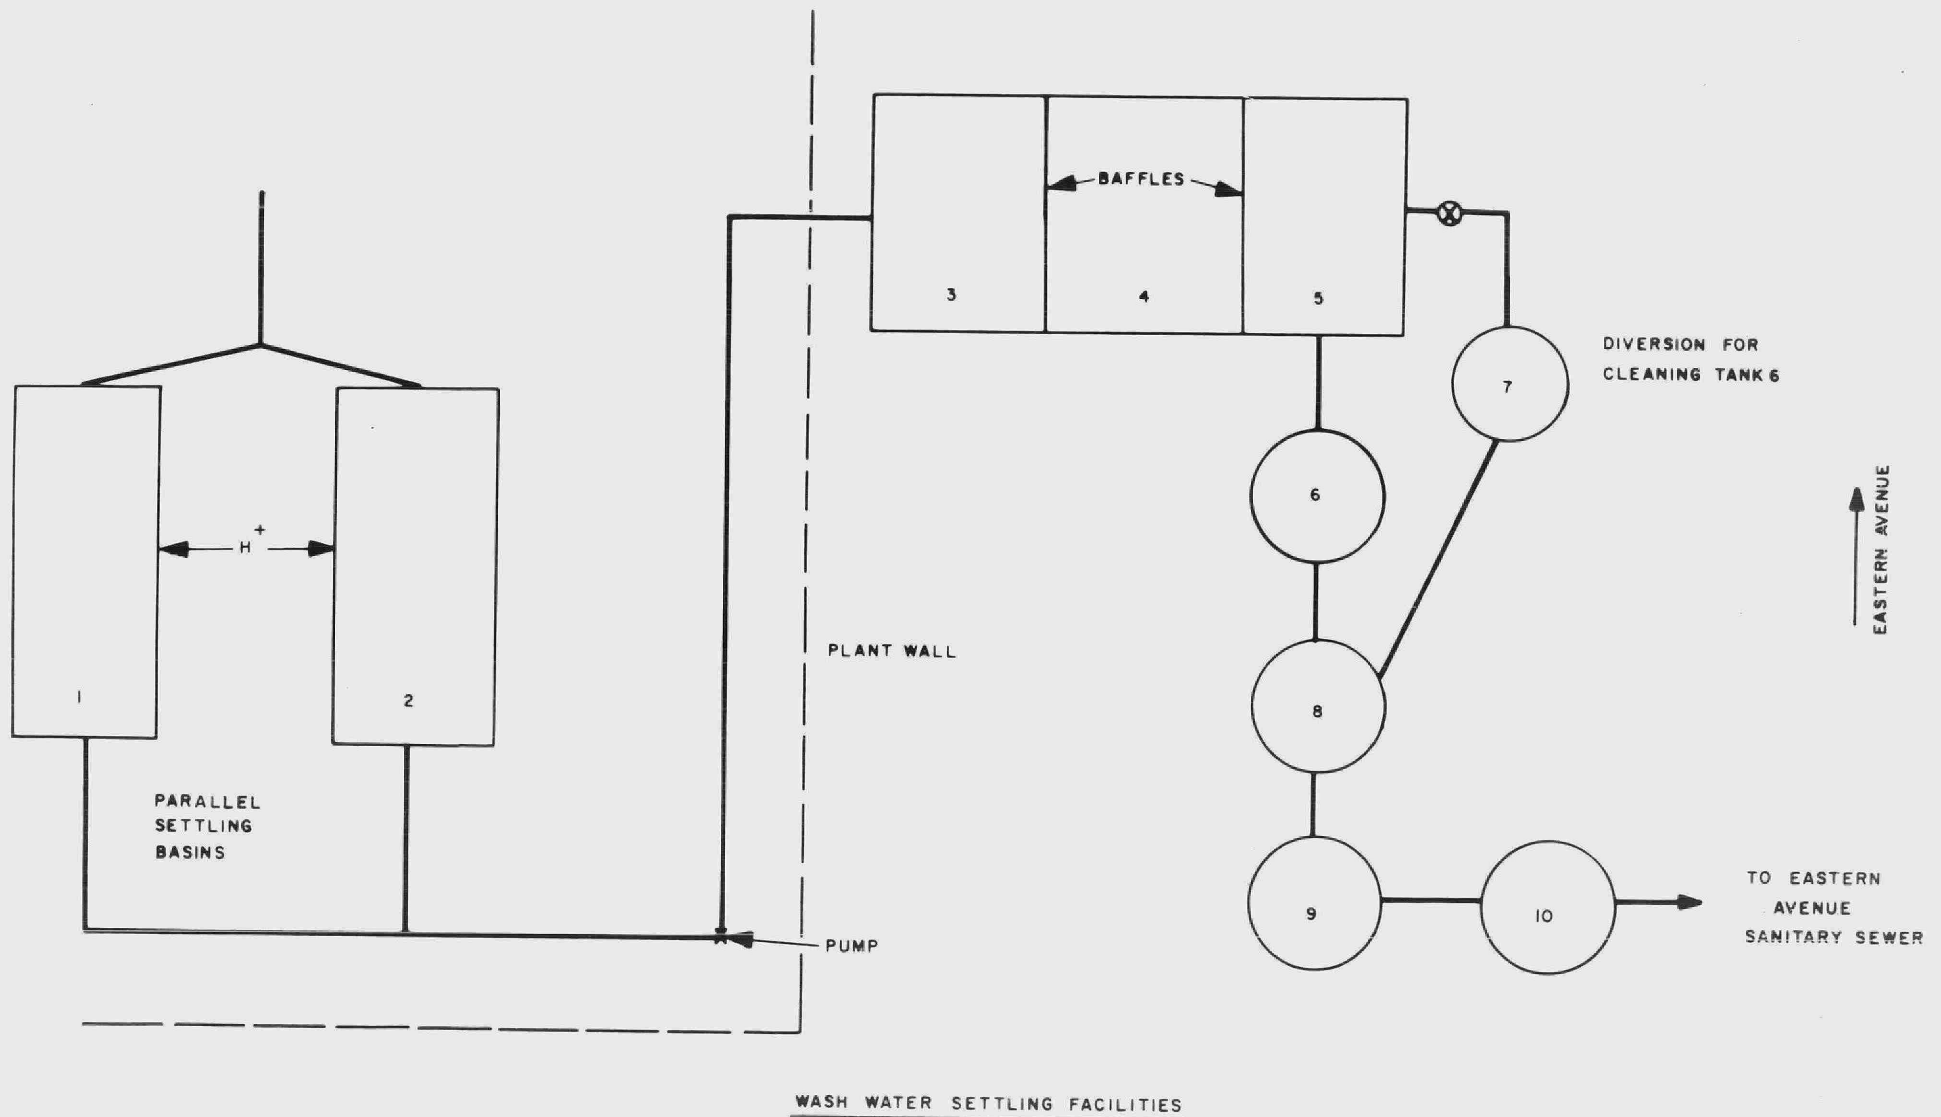 BAFFLES
3
4
5
DIVERSION FOR
CLEANING TANK 6
7
6
EASTERN AVENUE
H+
PLANT WALL
1
2
8
PARALLEL
SETTLING
BASINS
PUMP
9
10
TO EASTERN
AVENUE
SANITARY SEWER
WASH WATER SETTLING FACILITIES